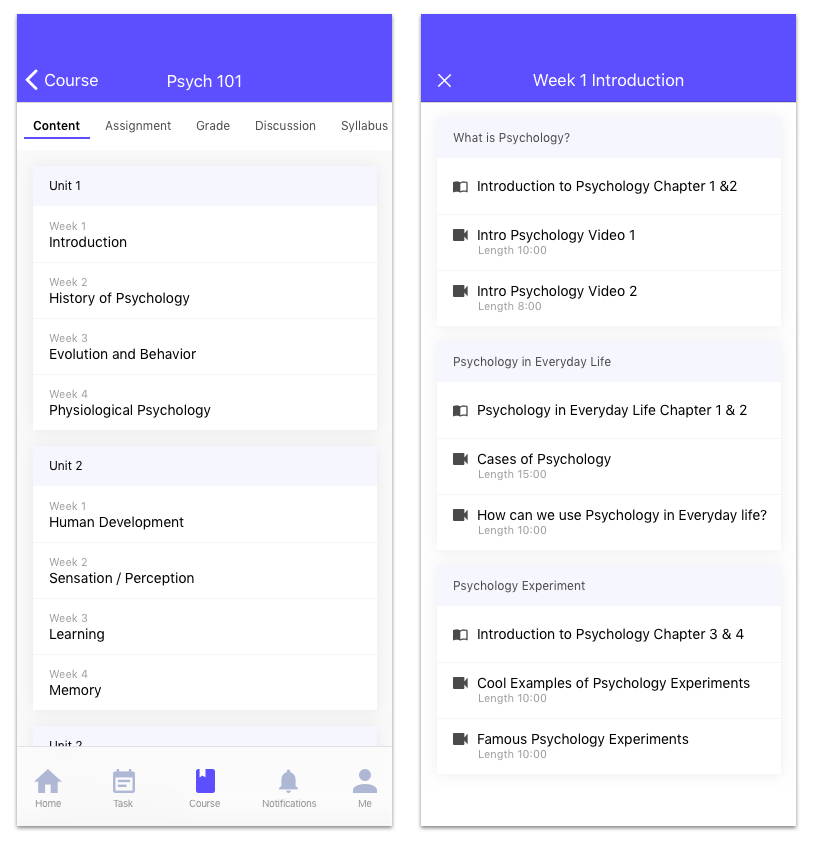 Course
Psych 101
Content
Assignment
Grade
Discussion
Syllabus
Unit 1
Week 1
Introduction
Week 2
History of Psychology
Week 3
Evolution and Behavior
Week 4
Physiological Psychology
Unit 2
Week 1
Human Development
Week 2
Sensation / Perception
Week 3
Learning
Week 4
Memory
Unit 2
Home
Task
Course
Notifications
Me
Week 1 Introduction
What is Psychology?
Introduction to Psychology Chapter 1 &2
Intro Psychology Video 1
Length 10:00
Intro Psychology Video 2
Length 8:00
Psychology in Everyday Life
Psychology in Everyday Life Chapter 1 & 2
Cases of Psychology
Length 15:00
How can we use Psychology in Everyday life?
Length 10:00
Psychology Experiment
Introduction to Psychology Chapter 3 & 4
Cool Examples of Psychology Experiments
Length 10:00
Famous Psychology Experiments
Length 10:00